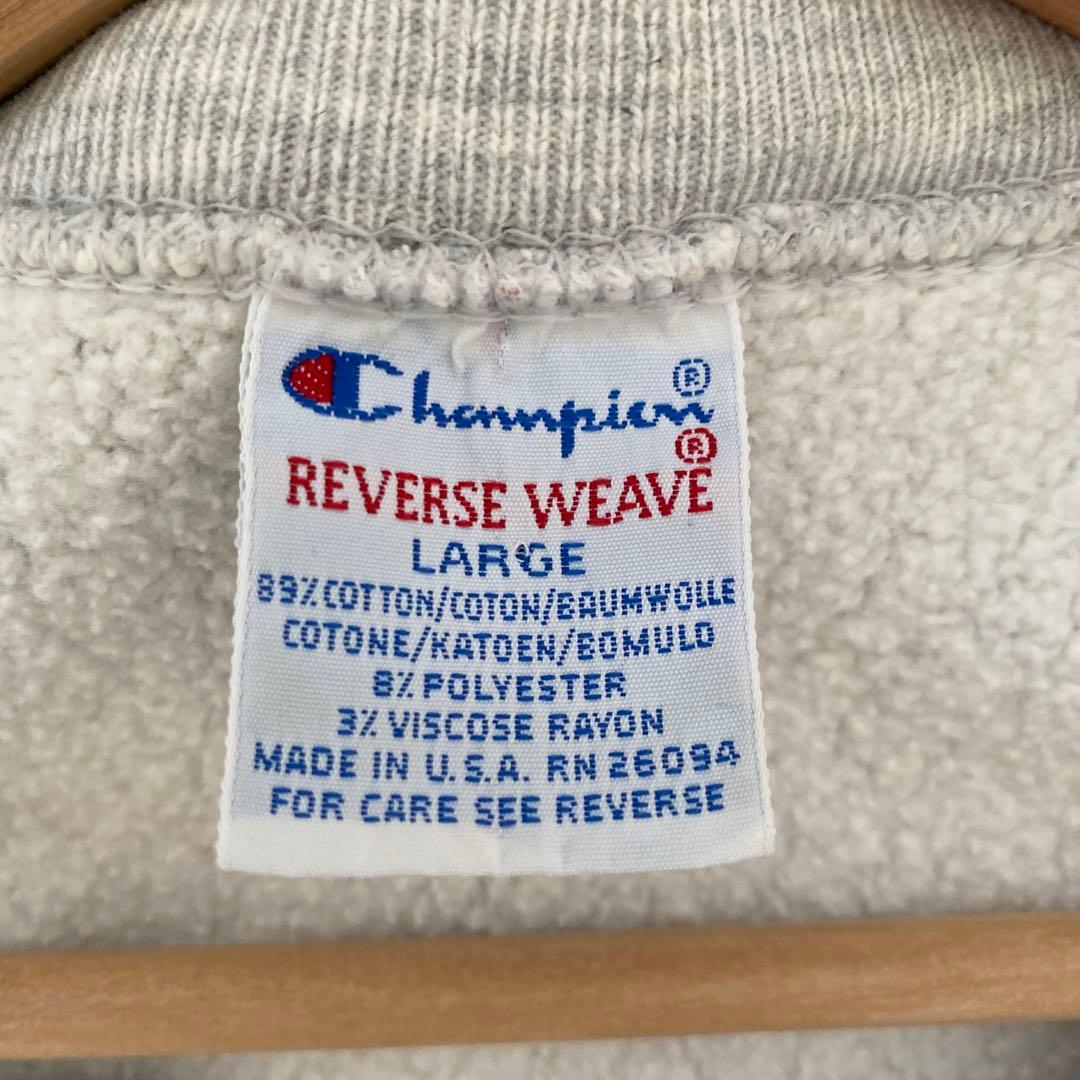 Champion®
REVERSE WEAVE®
LARGE
89% COTTON/COTON/BAUMWOLLE
COTONE/KATOEN/BOMULD
8% POLYESTER
3% VISCOSE RAYON
MADE IN U.S.A. RN 26094
FOR CARE SEE REVERSE